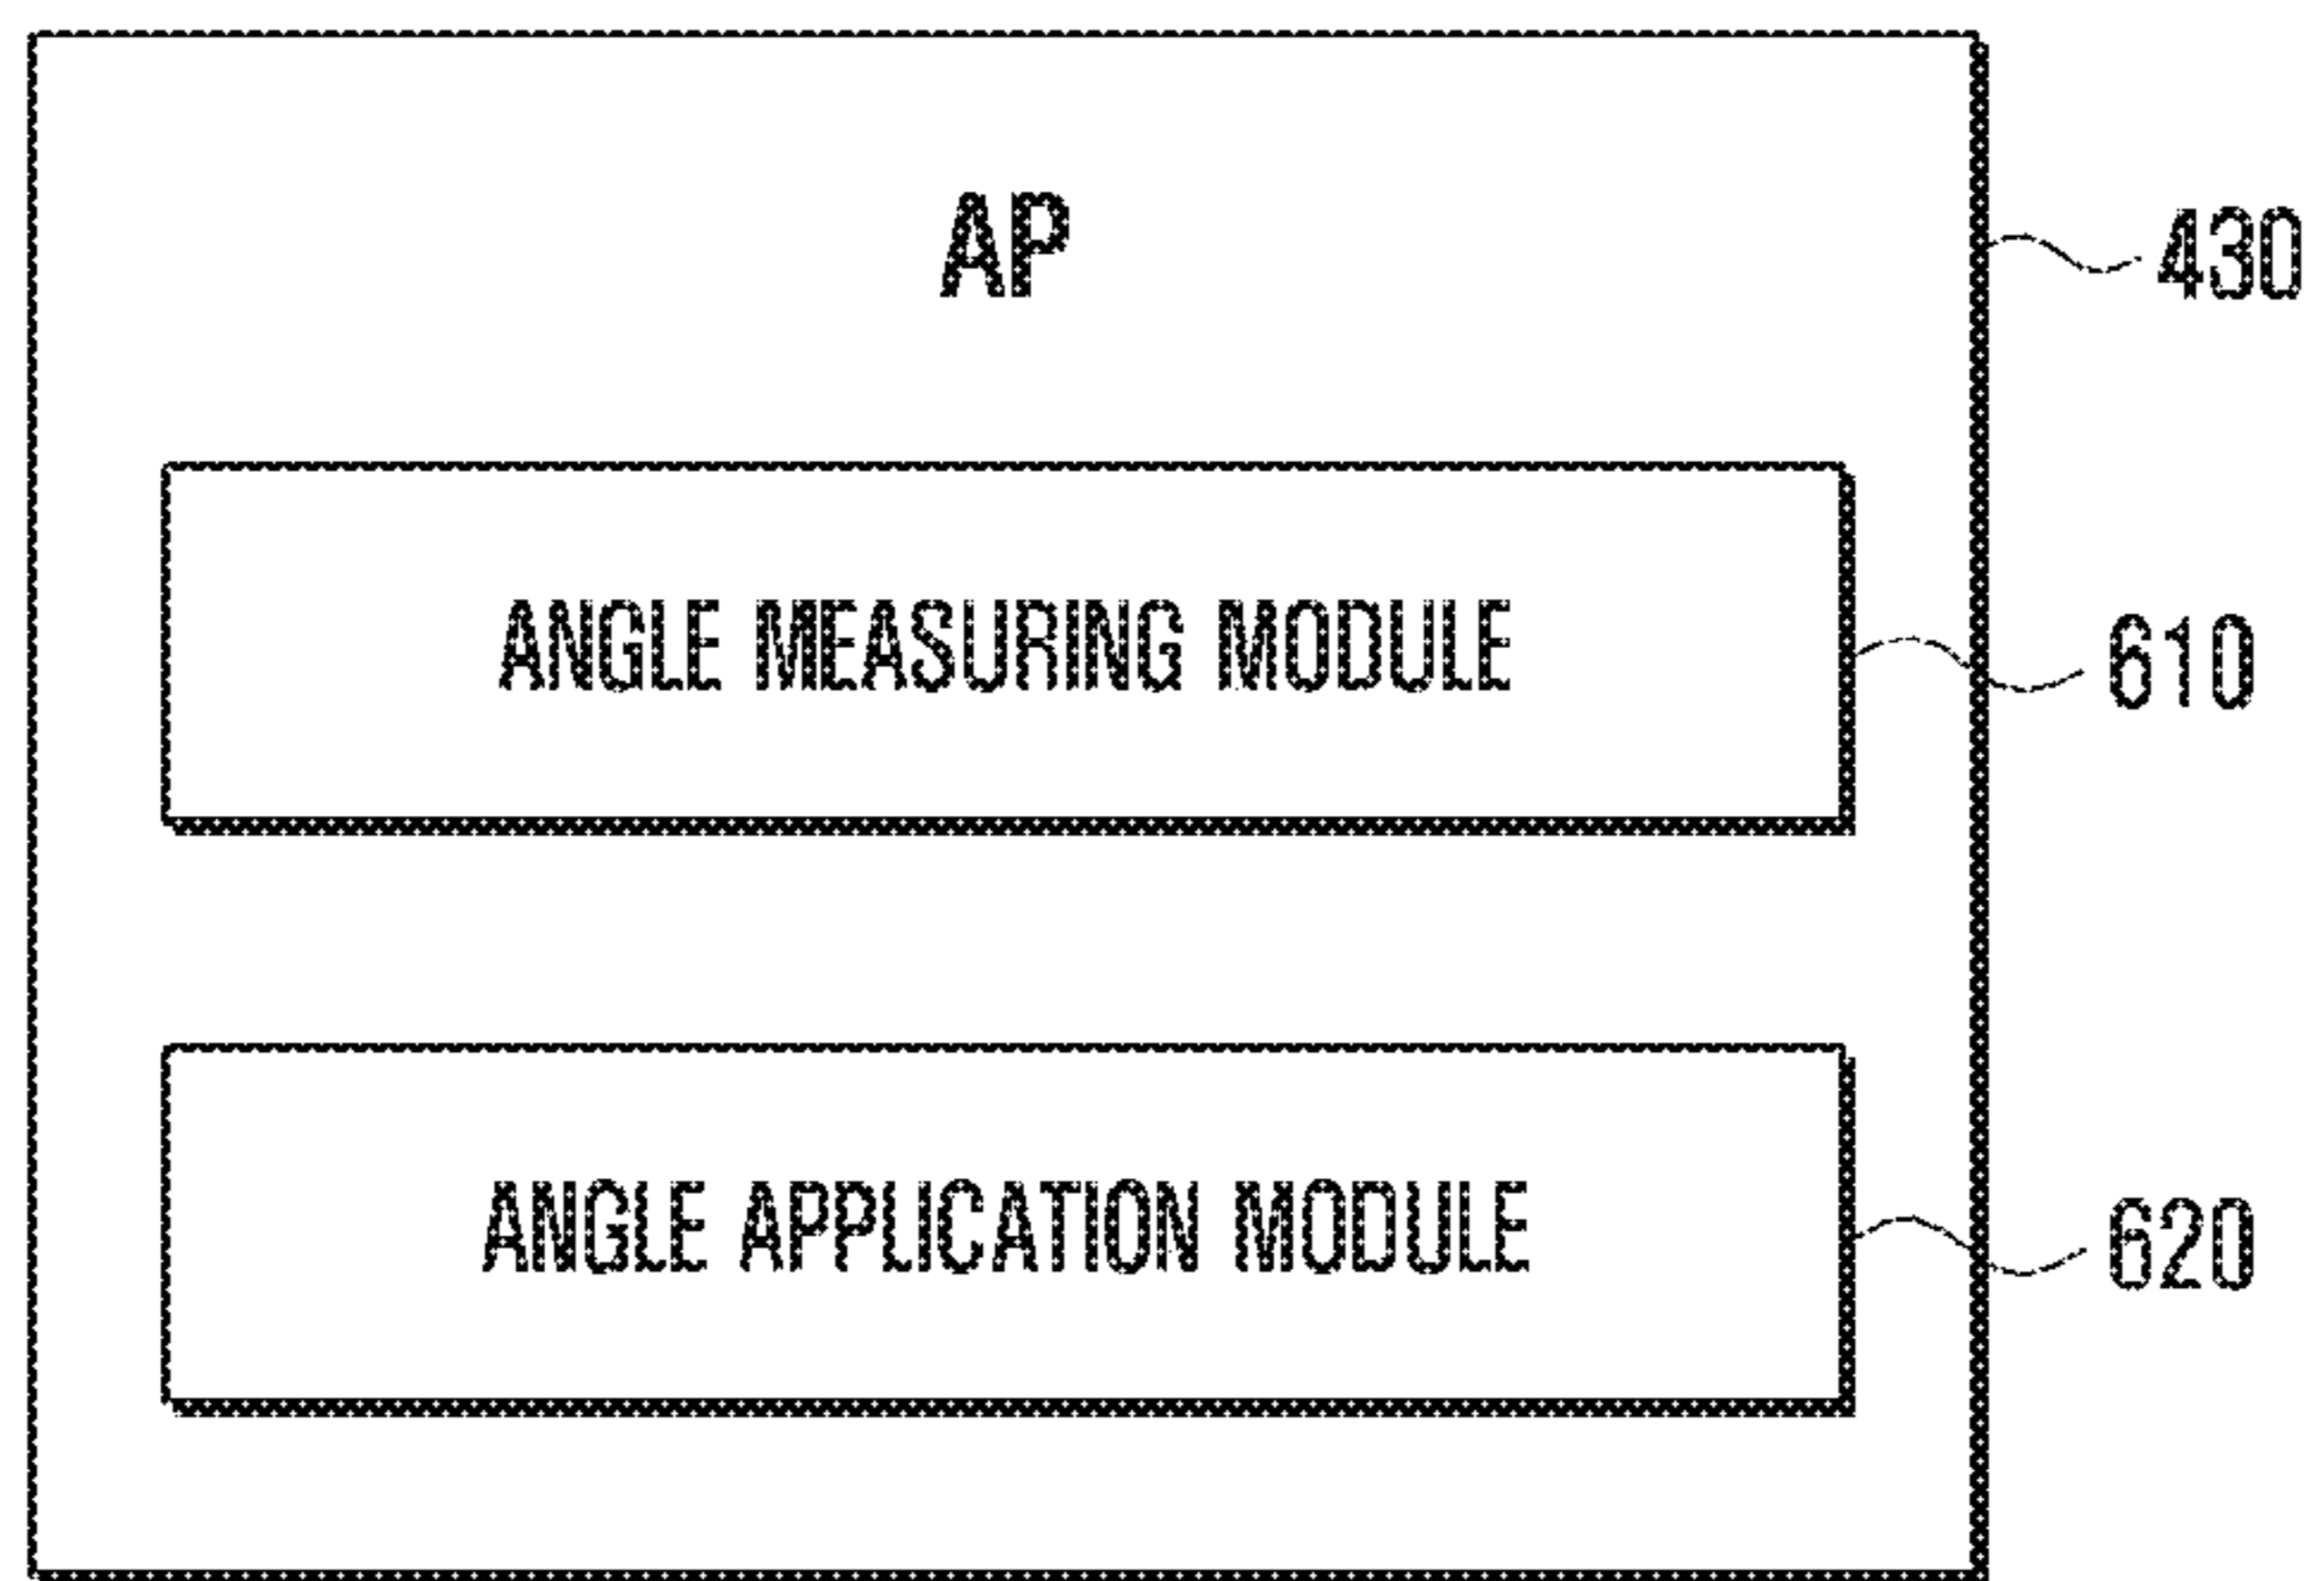 AP
430
ANGLE MEASURING MODULE
610
ANGLE APPLICATION MODULE
620